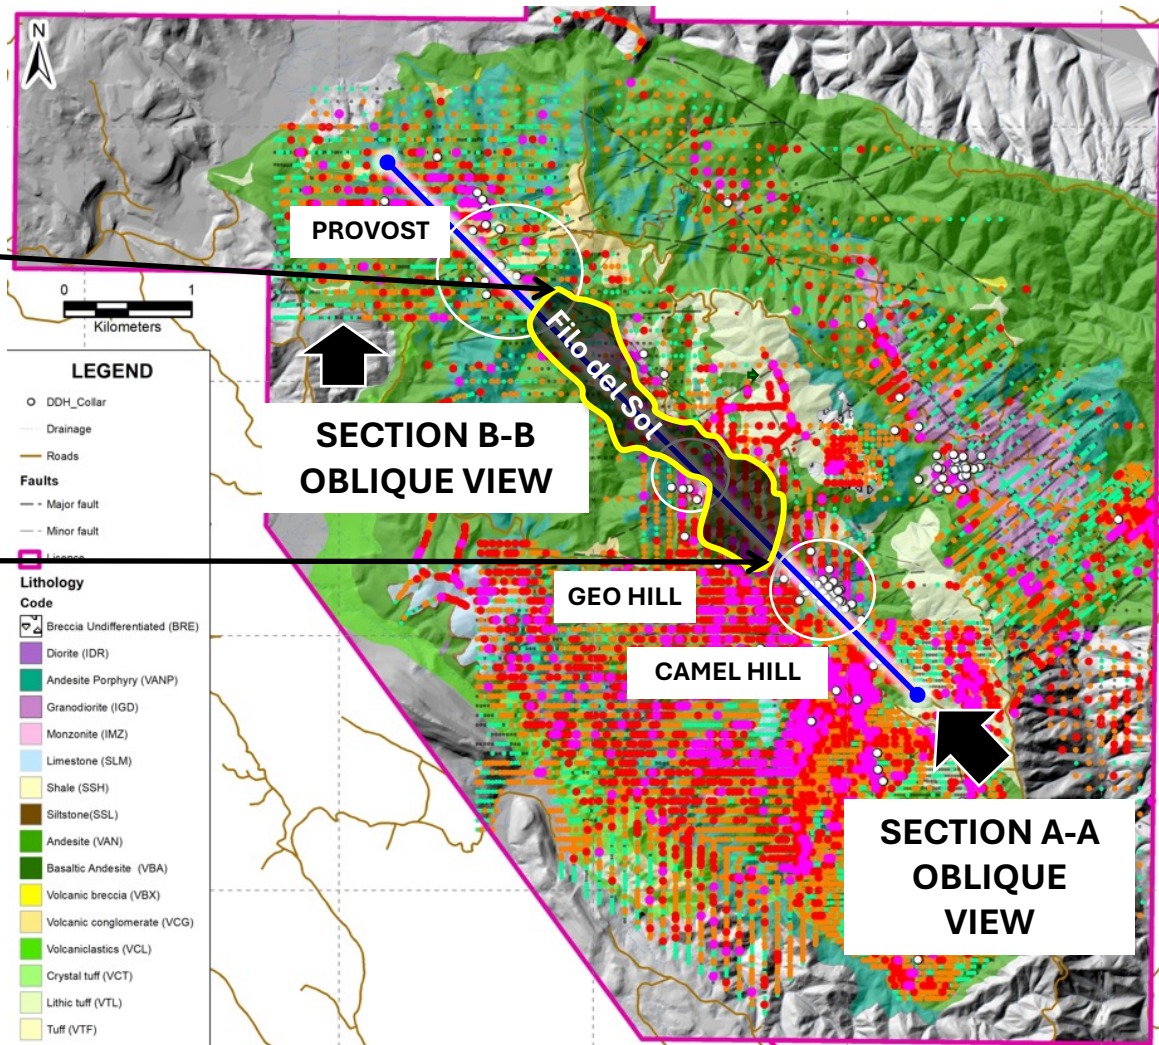 N
PROVOST
0 1
Kilometers
Filo del Sol
SECTION B-B
OBLIQUE VIEW
GEO HILL
CAMEL HILL
SECTION A-A
OBLIQUE
VIEW
LEGEND
DDH_Collar
Drainage
Roads
Faults
Major fault
Minor fault
Licence
Lithology
Code
Breccia Undifferentiated (BRE)
Diorite (IDR)
Andesite Porphyry (VANP)
Granodiorite (IGD)
Monzonite (IMZ)
Limestone (SLM)
Shale (SSH)
Siltstone(SSL)
Andesite (VAN)
Basaltic Andesite (VBA)
Volcanic breccia (VBX)
Volcanic conglomerate (VCG)
Volcaniclastics (VCL)
Crystal tuff (VCT)
Lithic tuff (VTL)
Tuff (VTF)